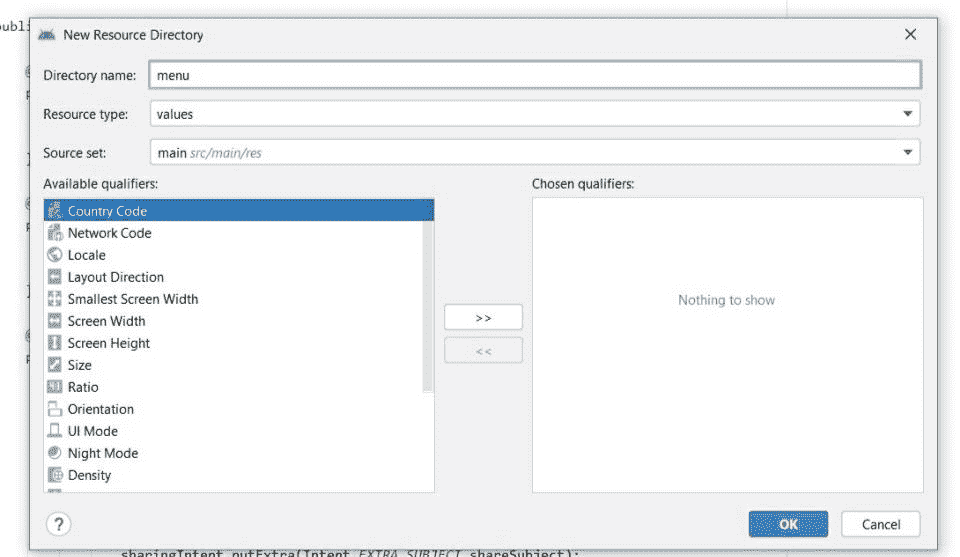 publi
New Resource Directory
Directory name: menu
Resource type: values
Source set: main src/main/res
Available qualifiers:
Chosen qualifiers:
Country Code
Network Code
Locale
Layout Direction
Smallest Screen Width
Nothing to show
Screen Width
>>
Screen Height
<<
Size
Ratio
Orientation
UI Mode
Night Mode
Density
?
OK
Cancel
sharingIntent.putExtra(Intent.EXTRA_SUBJECT,shareSubject);